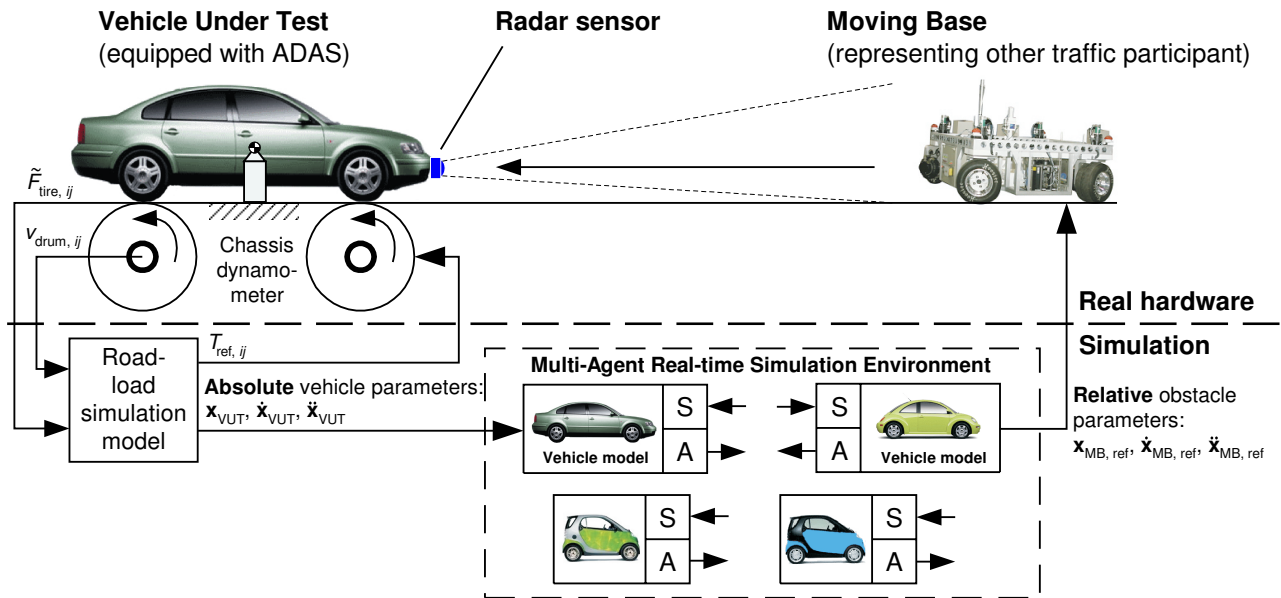 Vehicle Under Test
(equipped with ADAS)
Radar sensor
Moving Base
(representing other traffic participant)
F̃tire, ij
vdrum, ij
Chassis
dynamo-
meter
Real hardware
Simulation
Tref, ij
Road-
load
simulation
model
Absolute vehicle parameters:
xVUT, ẋVUT, ẍVUT
Multi-Agent Real-time Simulation Environment
S
A
Vehicle model
S
A
Vehicle model
S
A
S
A
Relative obstacle
parameters:
xMB, ref, ẋMB, ref, ẍMB, ref